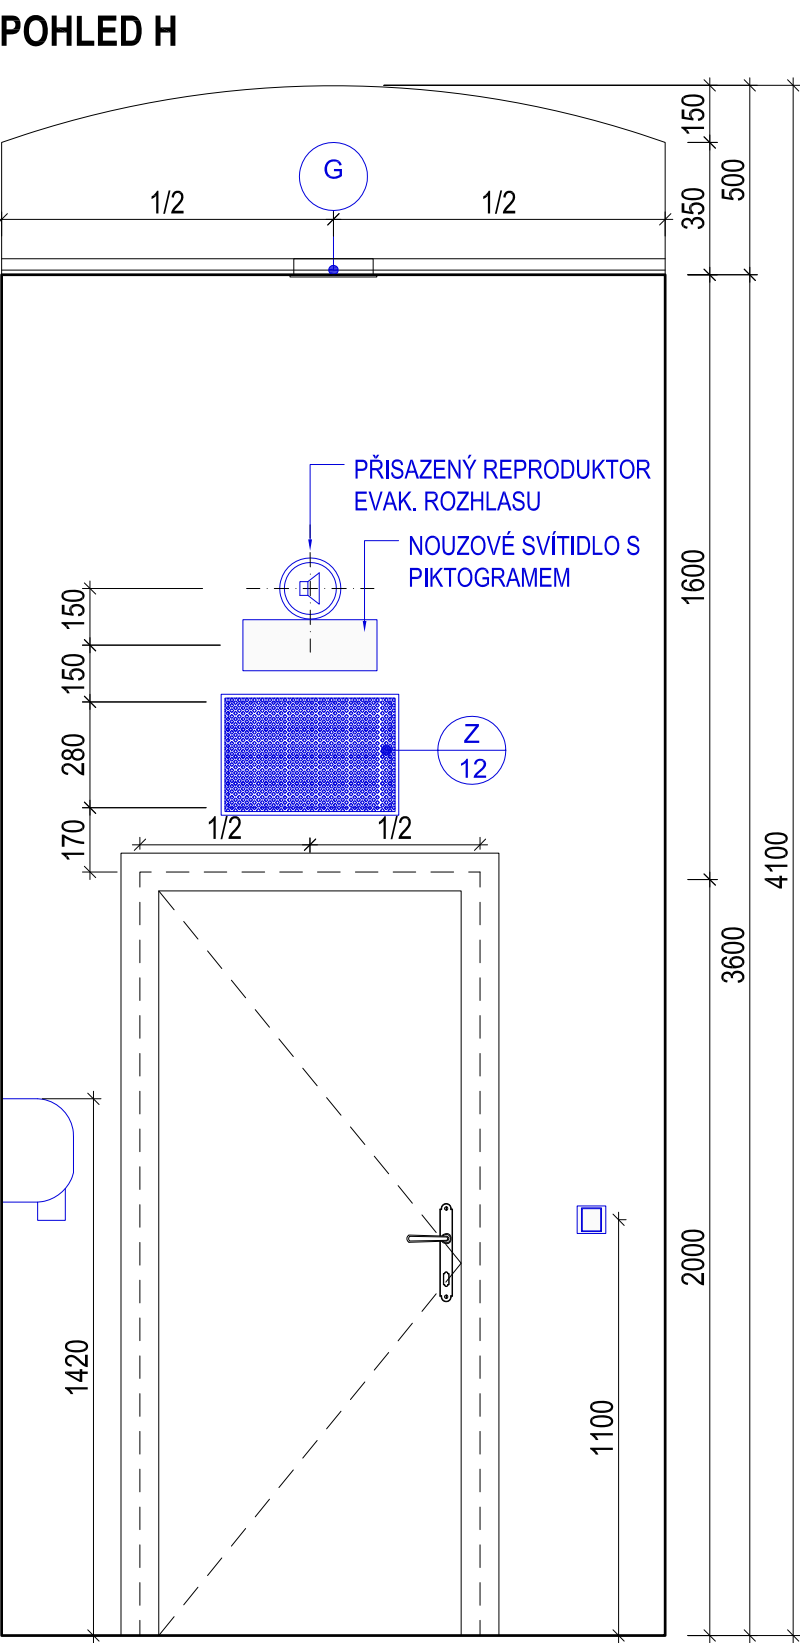 POHLED H
150
G
500
1/2
1/2
350
PŘISAZENÝ REPRODUKTOR
EVAK. ROZHLASU
NOUZOVÉ SVÍTIDLO S
PIKTOGRAMEM
1600
150
150
Z
12
280
1/2
1/2
170
4100
3600
2000
1420
1100